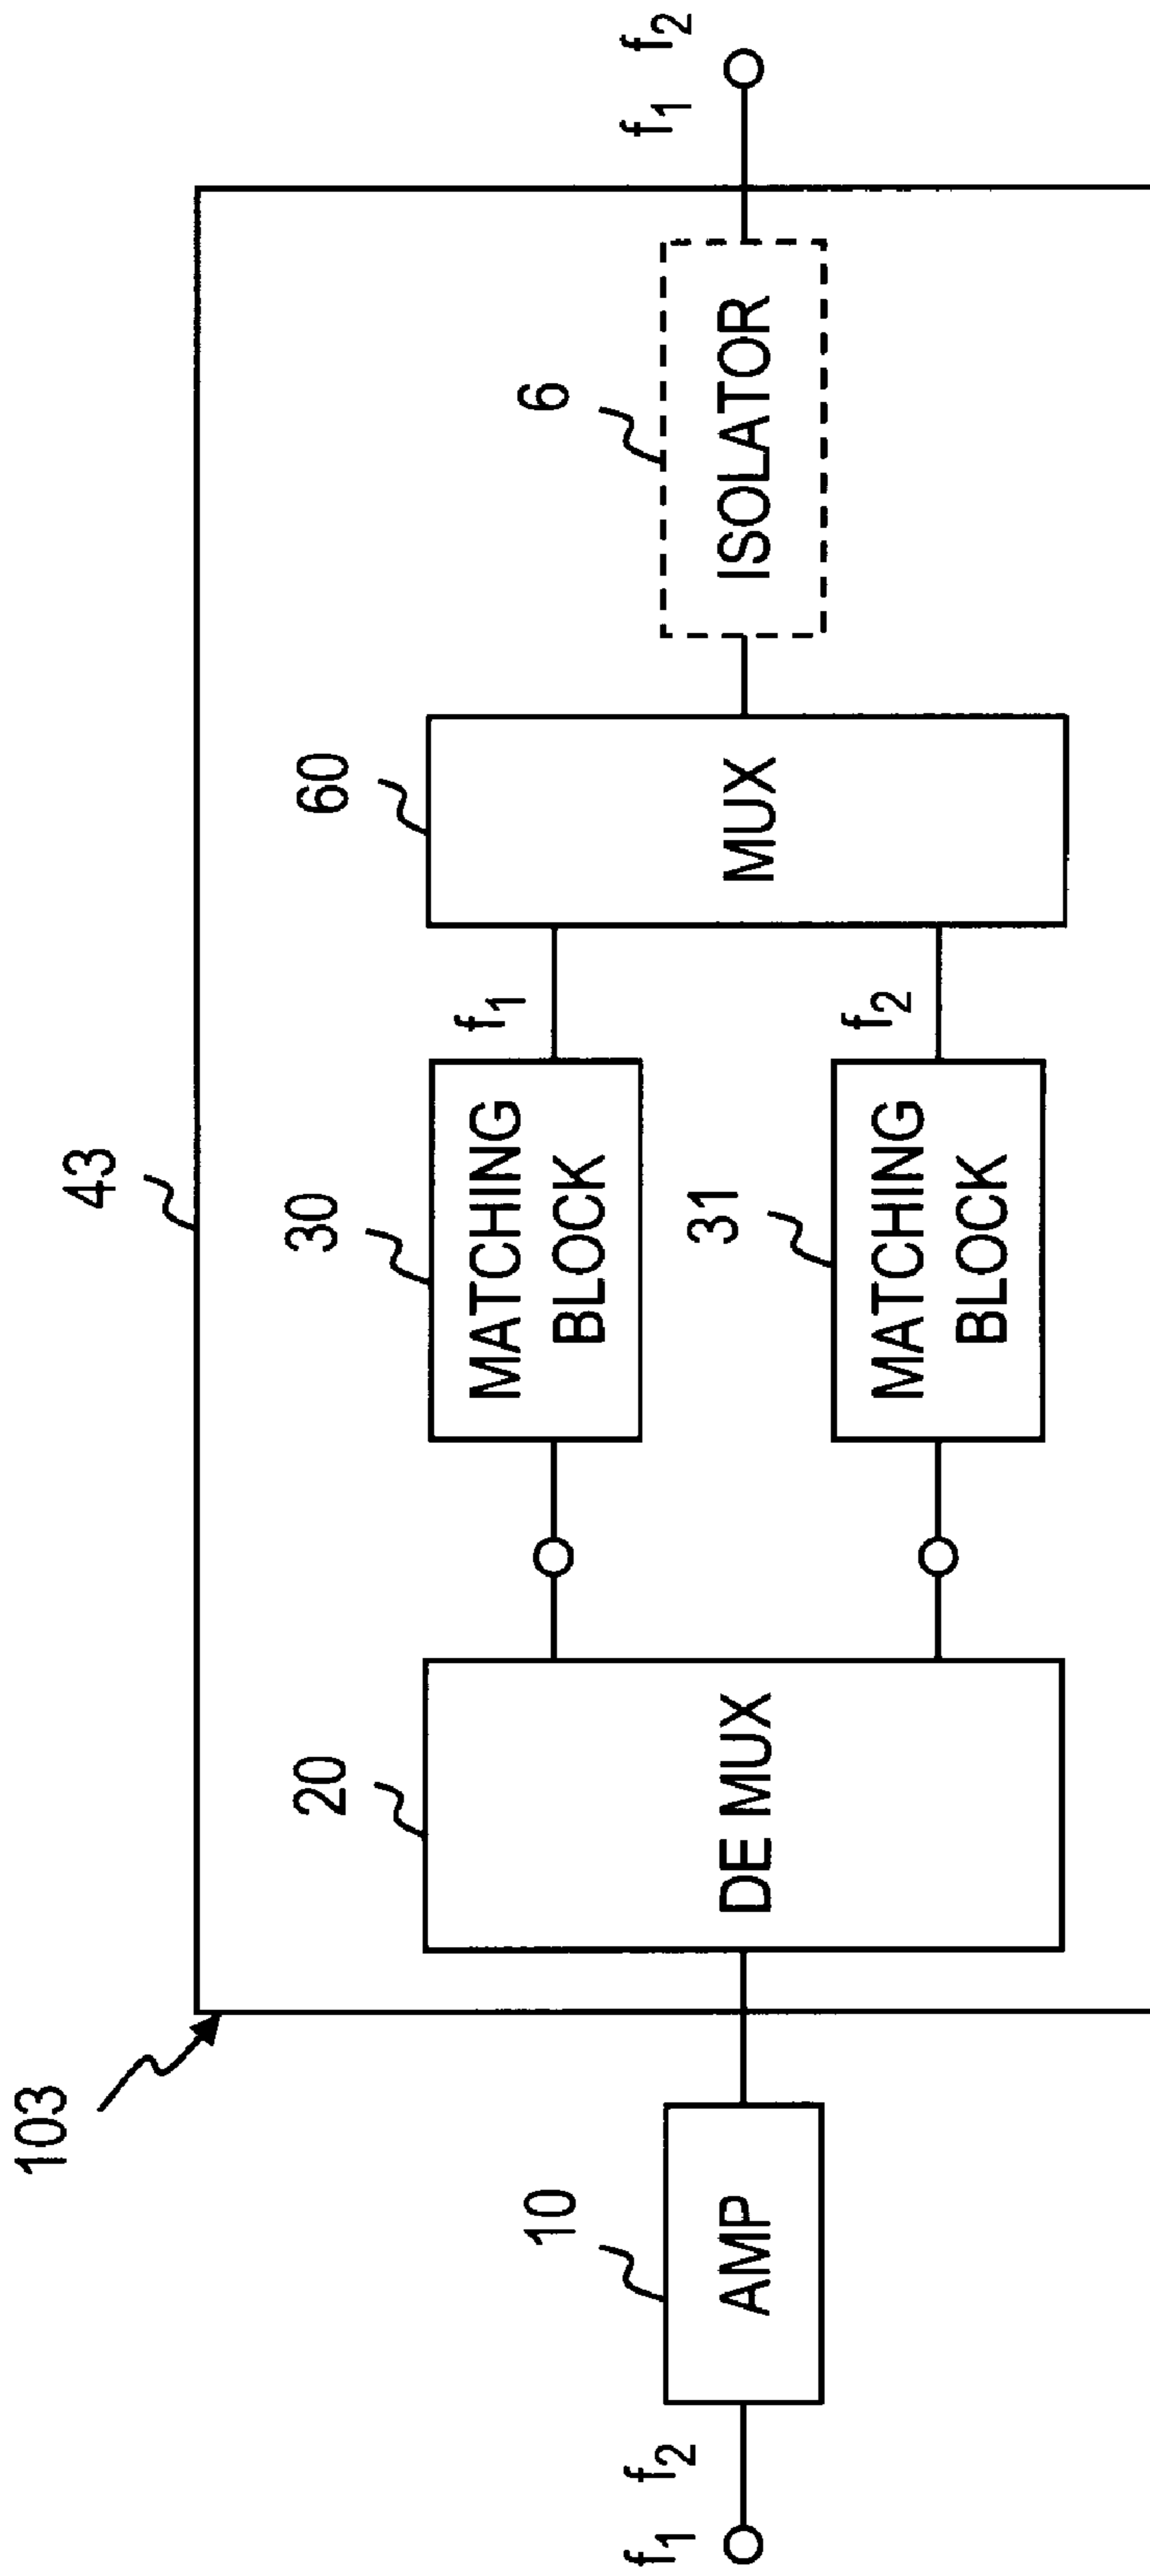 103
43
f1 f2
10
AMP
20
DE MUX
30
MATCHING
BLOCK
f1
31
MATCHING
BLOCK
f2
60
MUX
6
ISOLATOR
f1 f2